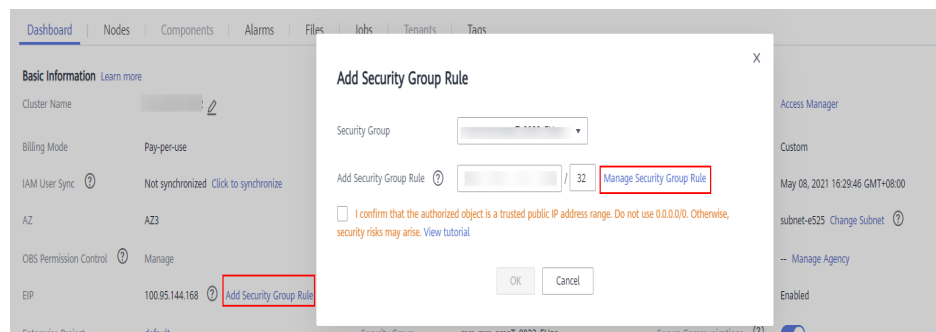 Dashboard Nodes Components Alarms Files Jobs Tenants Tags
Basic Information Learn more
Cluster Name
Billing Mode Pay-per-use
IAM User Sync ? Not synchronized Click to synchronize
AZ AZ3
OBS Permission Control ? Manage
EIP 100.95.144.168 ? Add Security Group Rule
default
X
Add Security Group Rule
Security Group
Add Security Group Rule ? / 32 Manage Security Group Rule
I confirm that the authorized object is a trusted public IP address range. Do not use 0.0.0.0/0. Otherwise,
security risks may arise. View tutorial
OK Cancel
Access Manager
Custom
May 08, 2021 16:29:46 GMT+08:00
subnet-e525 Change Subnet ?
-- Manage Agency
Enabled